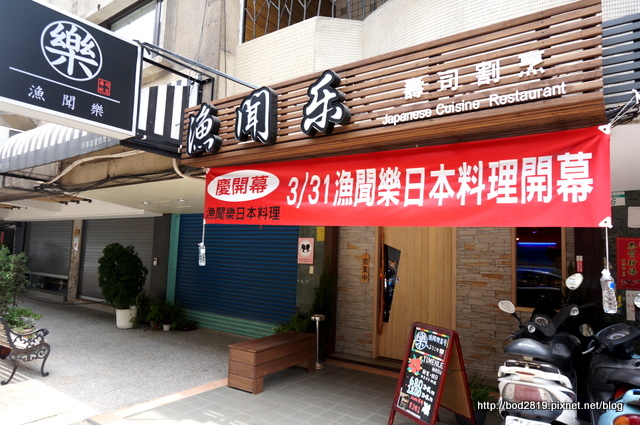 樂
漁聞樂
漁聞乐
壽司割烹
Japanese Cuisine Restaurant
慶開幕
漁聞樂日本料理
3/31漁聞樂日本料理開幕
樂
TIMENLE
http://bod2819.pixnet.net/blog